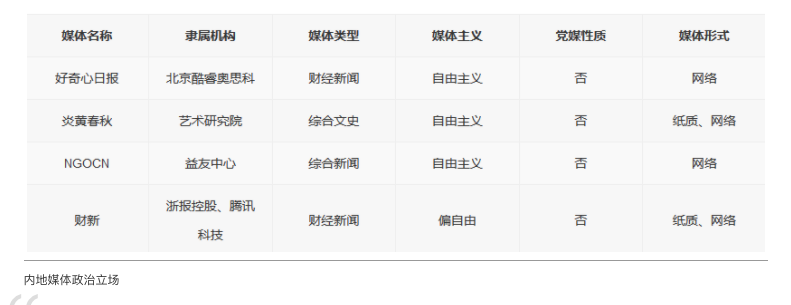 媒体名称 隶属机构 媒体类型 媒体主义 党媒性质 媒体形式
好奇心日报 北京酷睿奥思科 财经新闻 自由主义 否 网络
炎黄春秋 艺术研究院 综合文史 自由主义 否 纸质、网络
NGOCN 益友中心 综合新闻 自由主义 否 网络
财新 浙报控股、腾讯科技 财经新闻 偏自由 否 纸质、网络
内地媒体政治立场